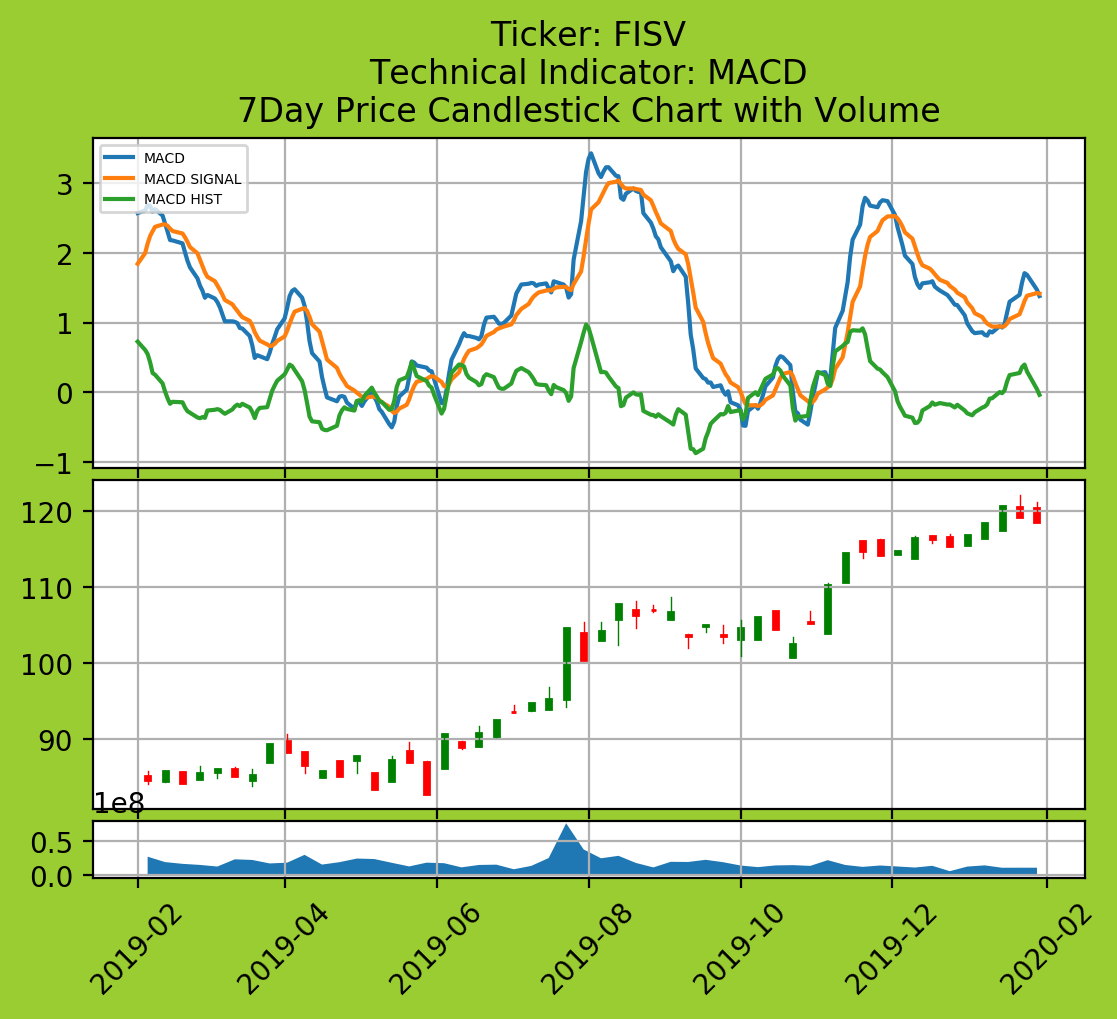 Ticker: FISV
Technical Indicator: MACD
7Day Price Candlestick Chart with Volume
MACD
MACD SIGNAL
MACD HIST
3
2
1
0
−1
120
110
100
90
1e8
0.5
0.0
2019-02
2019-04
2019-06
2019-08
2019-10
2019-12
2020-02